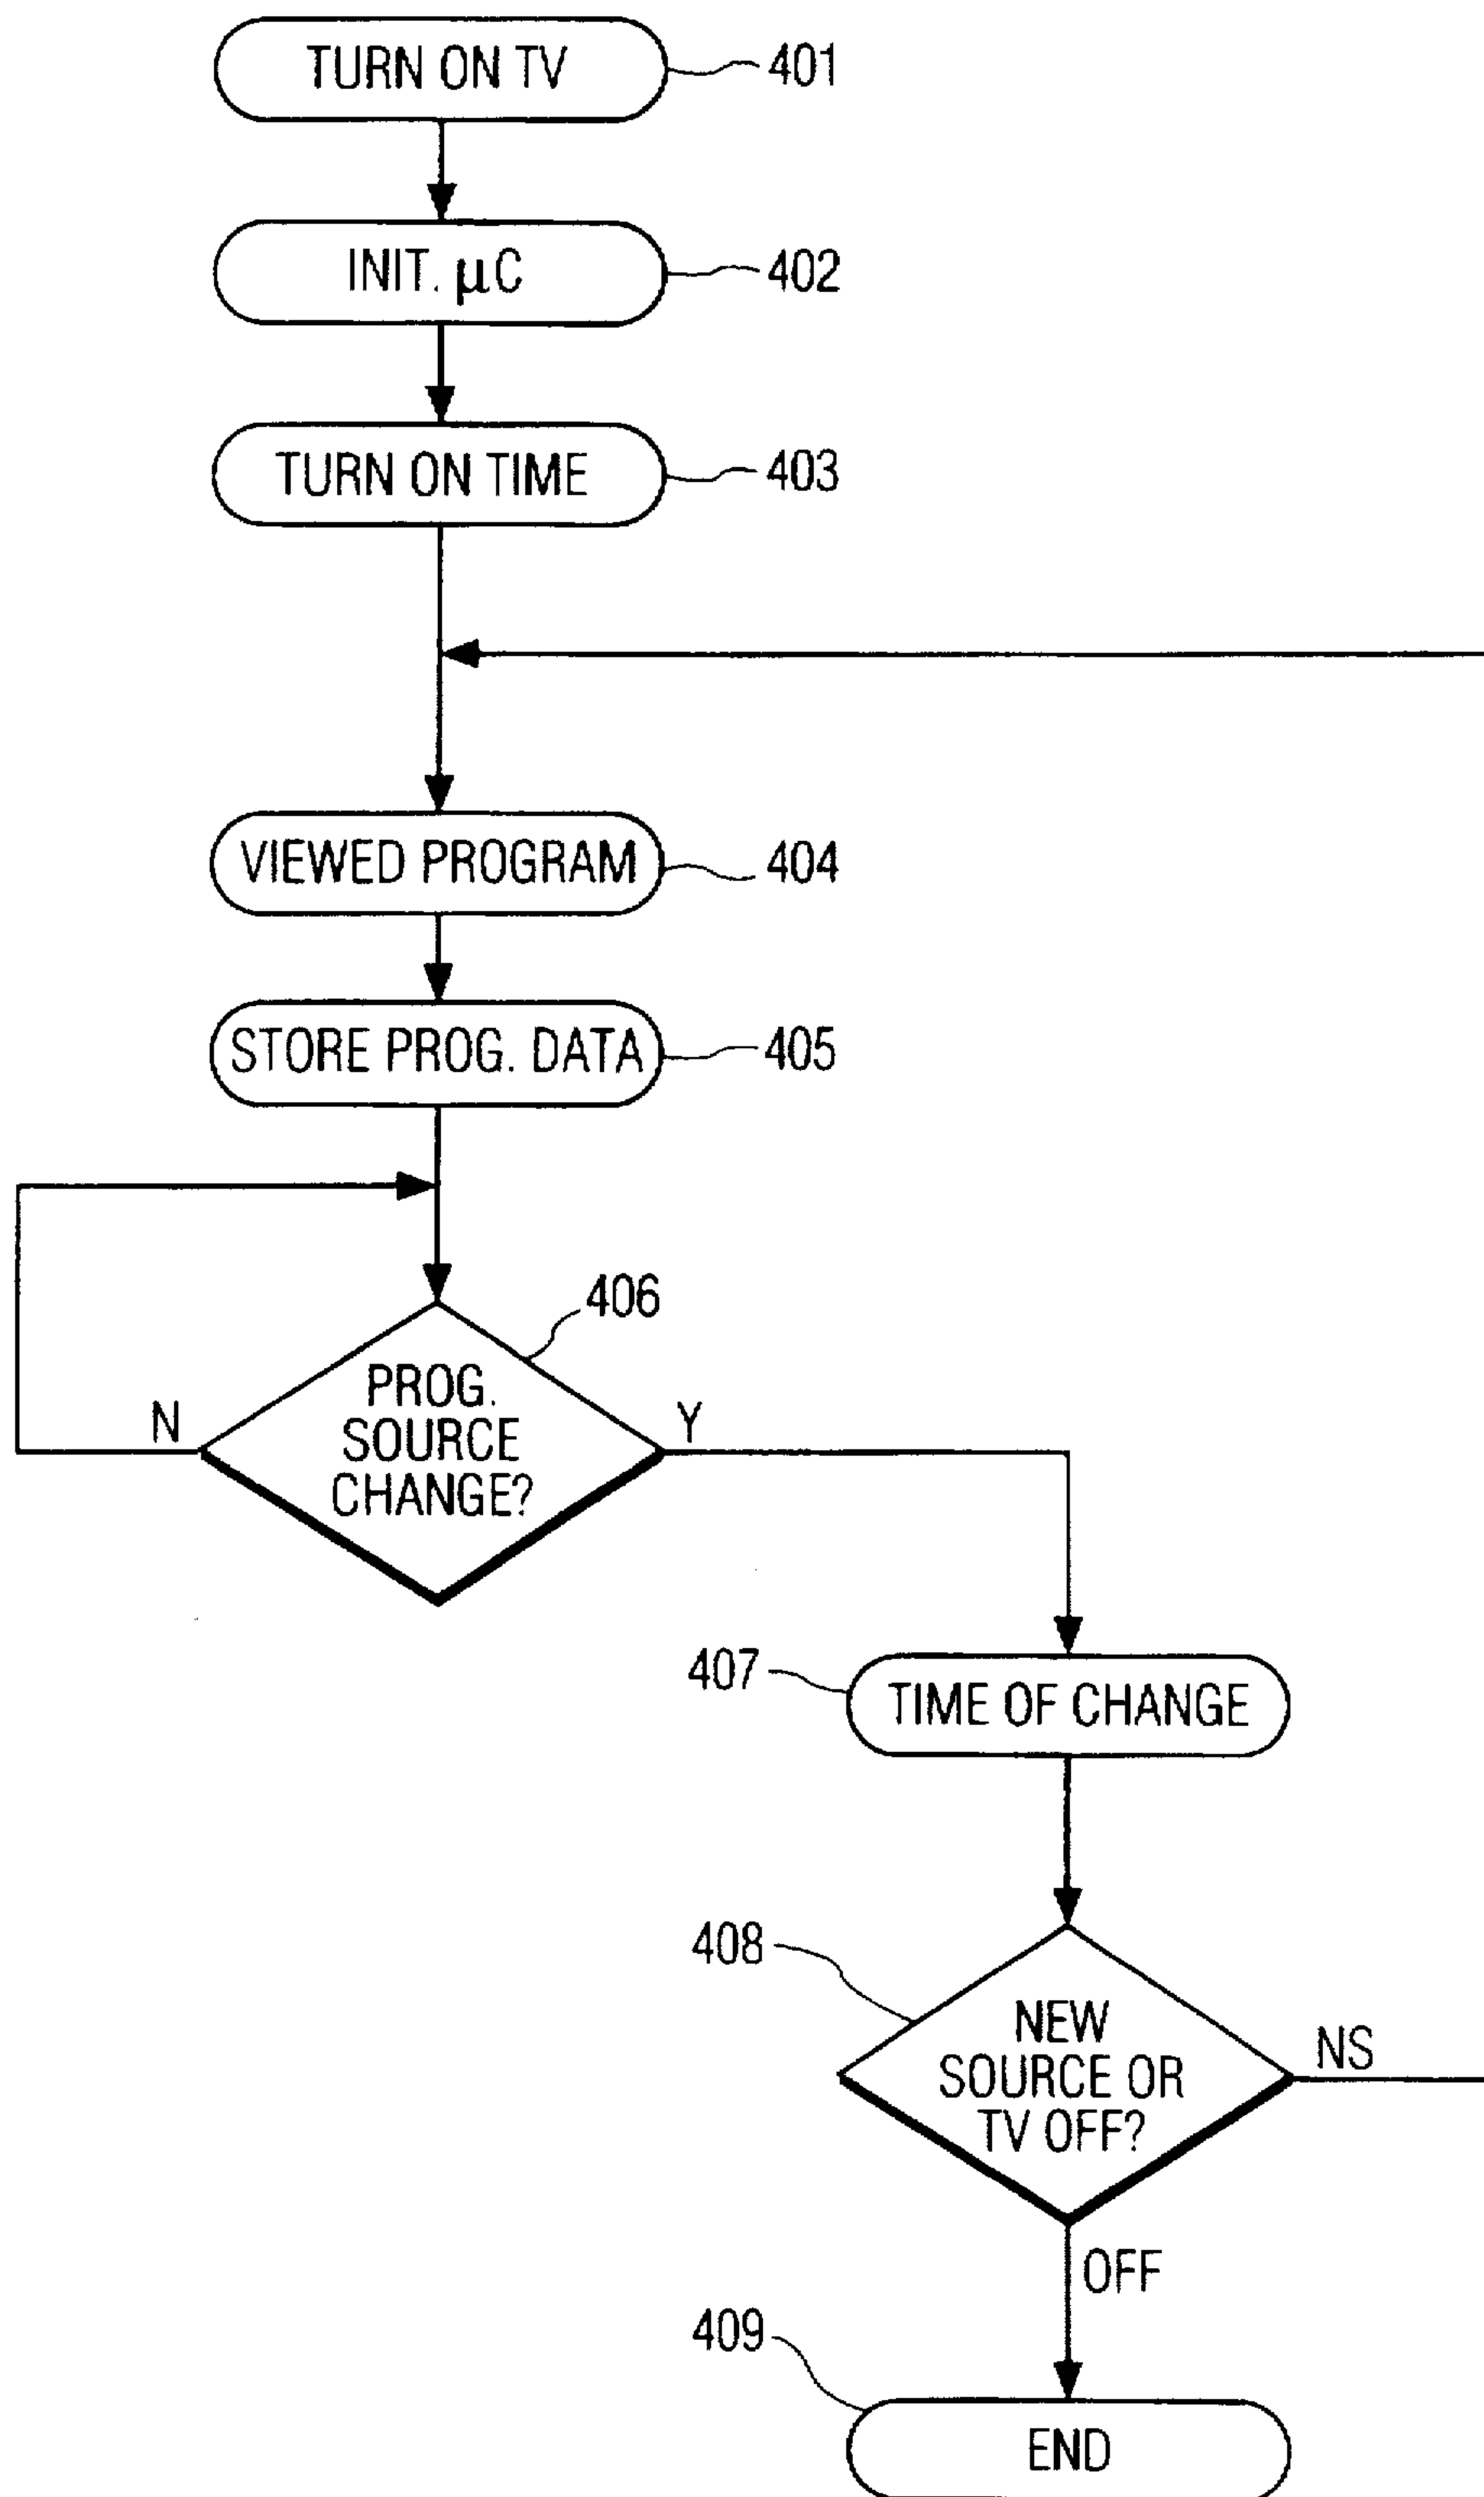 TURN ON TV
401
INIT. µC
402
TURN ON TIME
403
VIEWED PROGRAM
404
STORE PROG. DATA
405
406
PROG.
SOURCE
CHANGE?
N
Y
407
TIME OF CHANGE
408
NEW
SOURCE OR
TV OFF?
NS
OFF
409
END